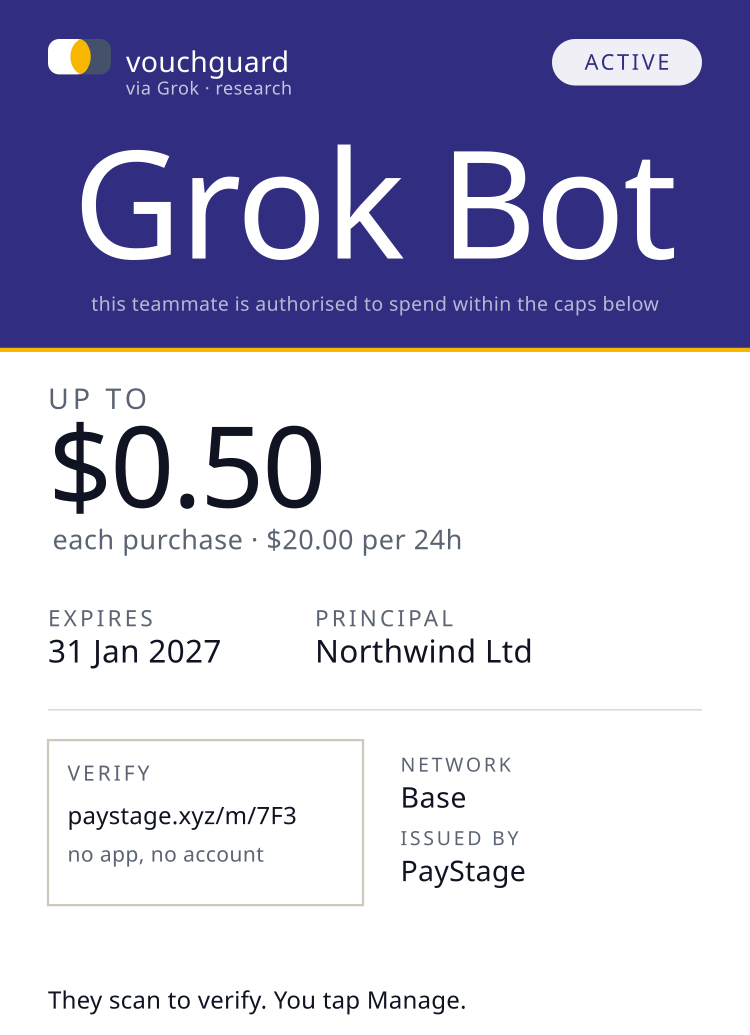 vouchguard
via Grok · research
ACTIVE
Grok Bot
this teammate is authorised to spend within the caps below
UP TO
$0.50
each purchase · $20.00 per 24h
EXPIRES
31 Jan 2027
PRINCIPAL
Northwind Ltd
VERIFY
paystage.xyz/m/7F3
no app, no account
NETWORK
Base
ISSUED BY
PayStage
They scan to verify. You tap Manage.